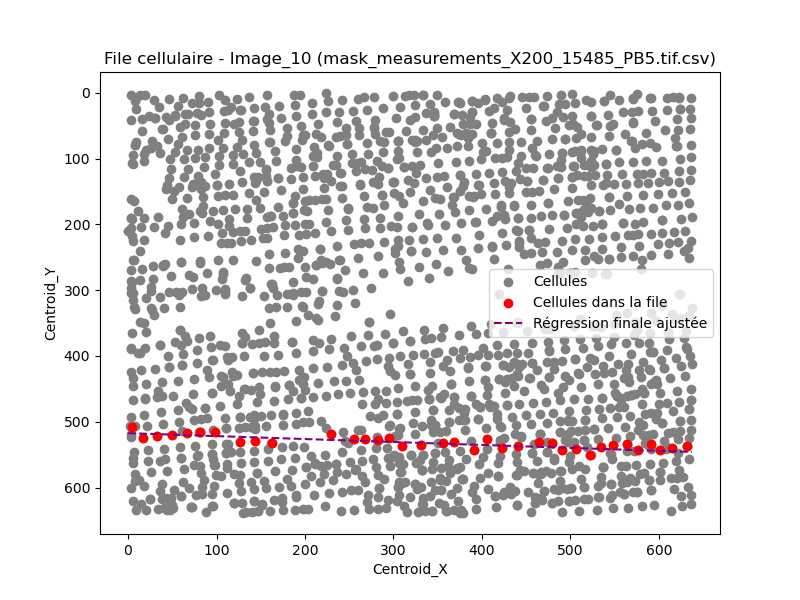 File cellulaire - Image_10 (mask_measurements_X200_15485_PB5.tif.csv)
0
100
200
300
400
500
600
Centroid_Y
Cellules
Cellules dans la file
Régression finale ajustée
0 100 200 300 400 500 600
Centroid_X